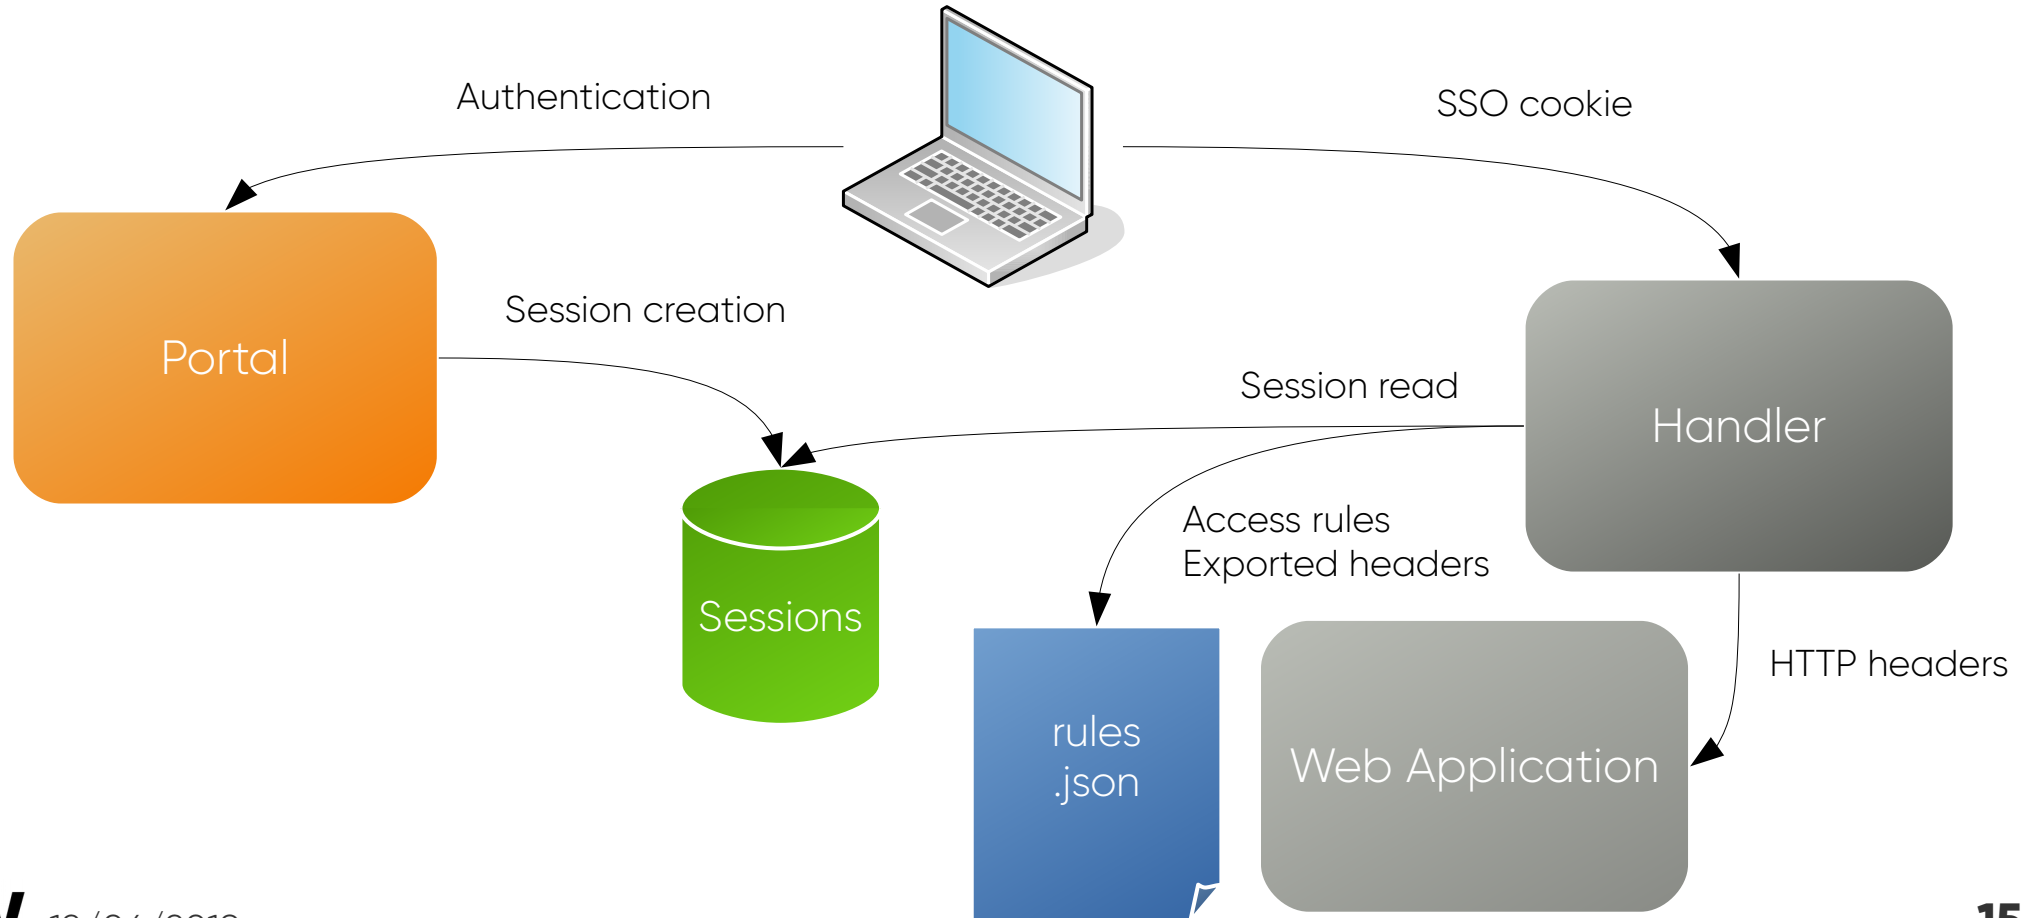 Authentication
SSO cookie
Session creation
Portal
Session read
Handler
Access rules
Exported headers
Sessions
HTTP headers
rules
.json
Web Application
15